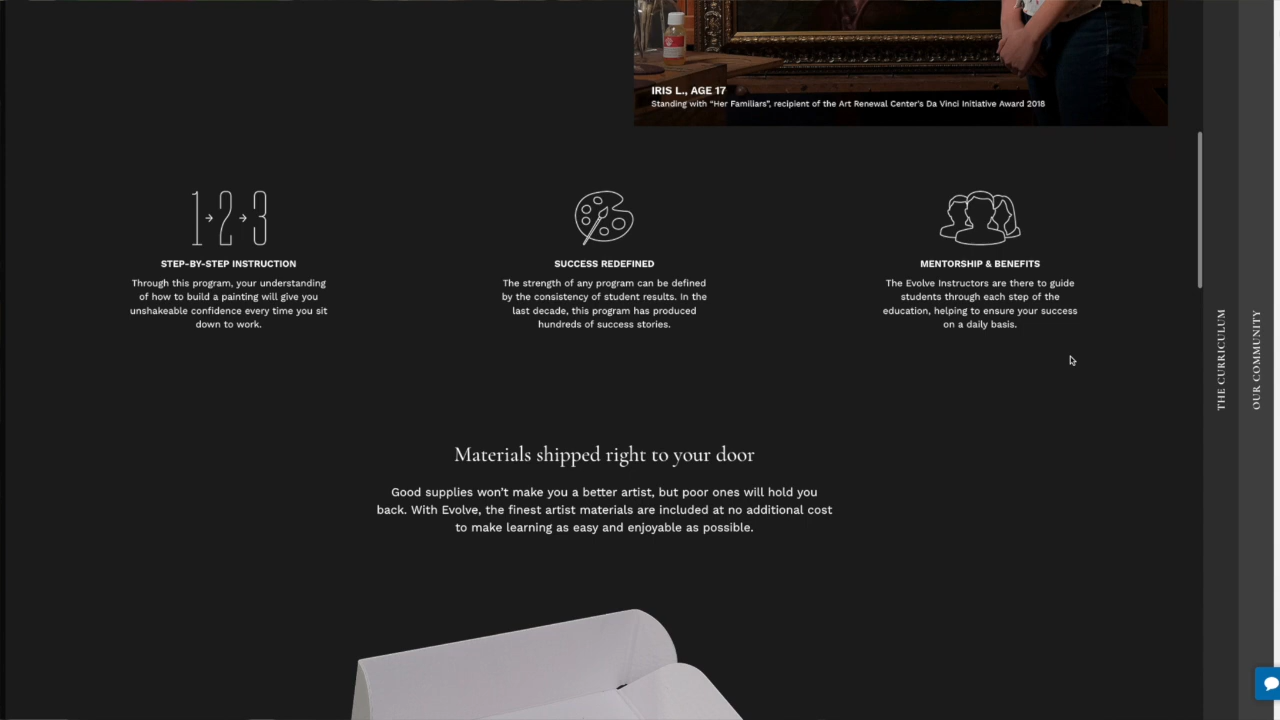 IRIS L., AGE 17
Standing with “Her Familiars”, recipient of the Art Renewal Center's Da Vinci Initiative Award 2018
1→2→3
STEP-BY-STEP INSTRUCTION
Through this program, your understanding
of how to build a painting will give you
unshakeable confidence every time you sit
down to work.
SUCCESS REDEFINED
The strength of any program can be defined
by the consistency of student results. In the
last decade, this program has produced
hundreds of success stories.
MENTORSHIP & BENEFITS
The Evolve Instructors are there to guide
students through each step of the
education, helping to ensure your success
on a daily basis.
Materials shipped right to your door
Good supplies won’t make you a better artist, but poor ones will hold you
back. With Evolve, the finest artist materials are included at no additional cost
to make learning as easy and enjoyable as possible.
THE CURRICULUM
OUR COMMUNITY